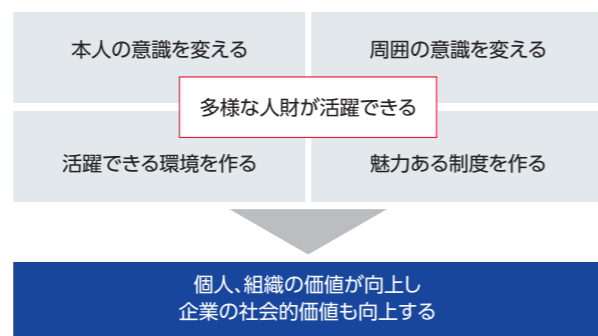 本人の意識を変える
周囲の意識を変える
多様な人財が活躍できる
活躍できる環境を作る
魅力ある制度を作る
個人、組織の価値が向上し
企業の社会的価値も向上する